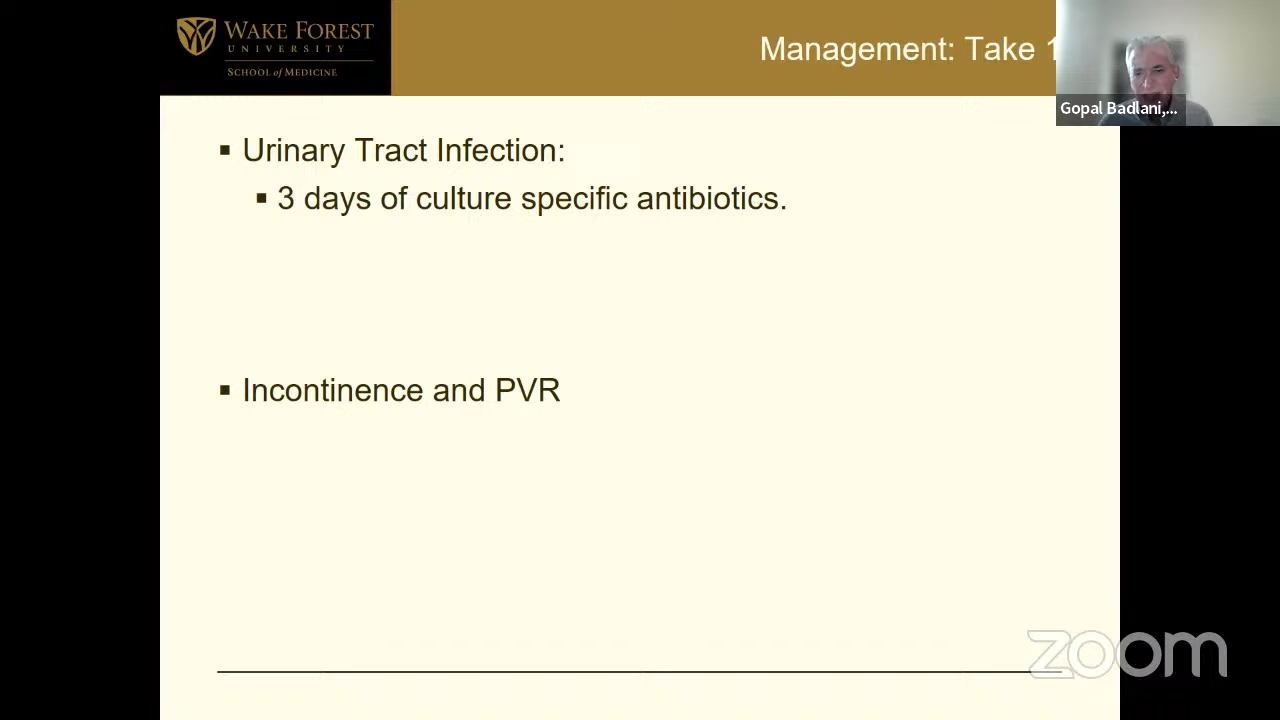 WAKE FOREST
UNIVERSITY
SCHOOL of MEDICINE
Management: Take 1
Gopal Badlani,...
▪ Urinary Tract Infection:
▪ 3 days of culture specific antibiotics.
▪ Incontinence and PVR
zoom